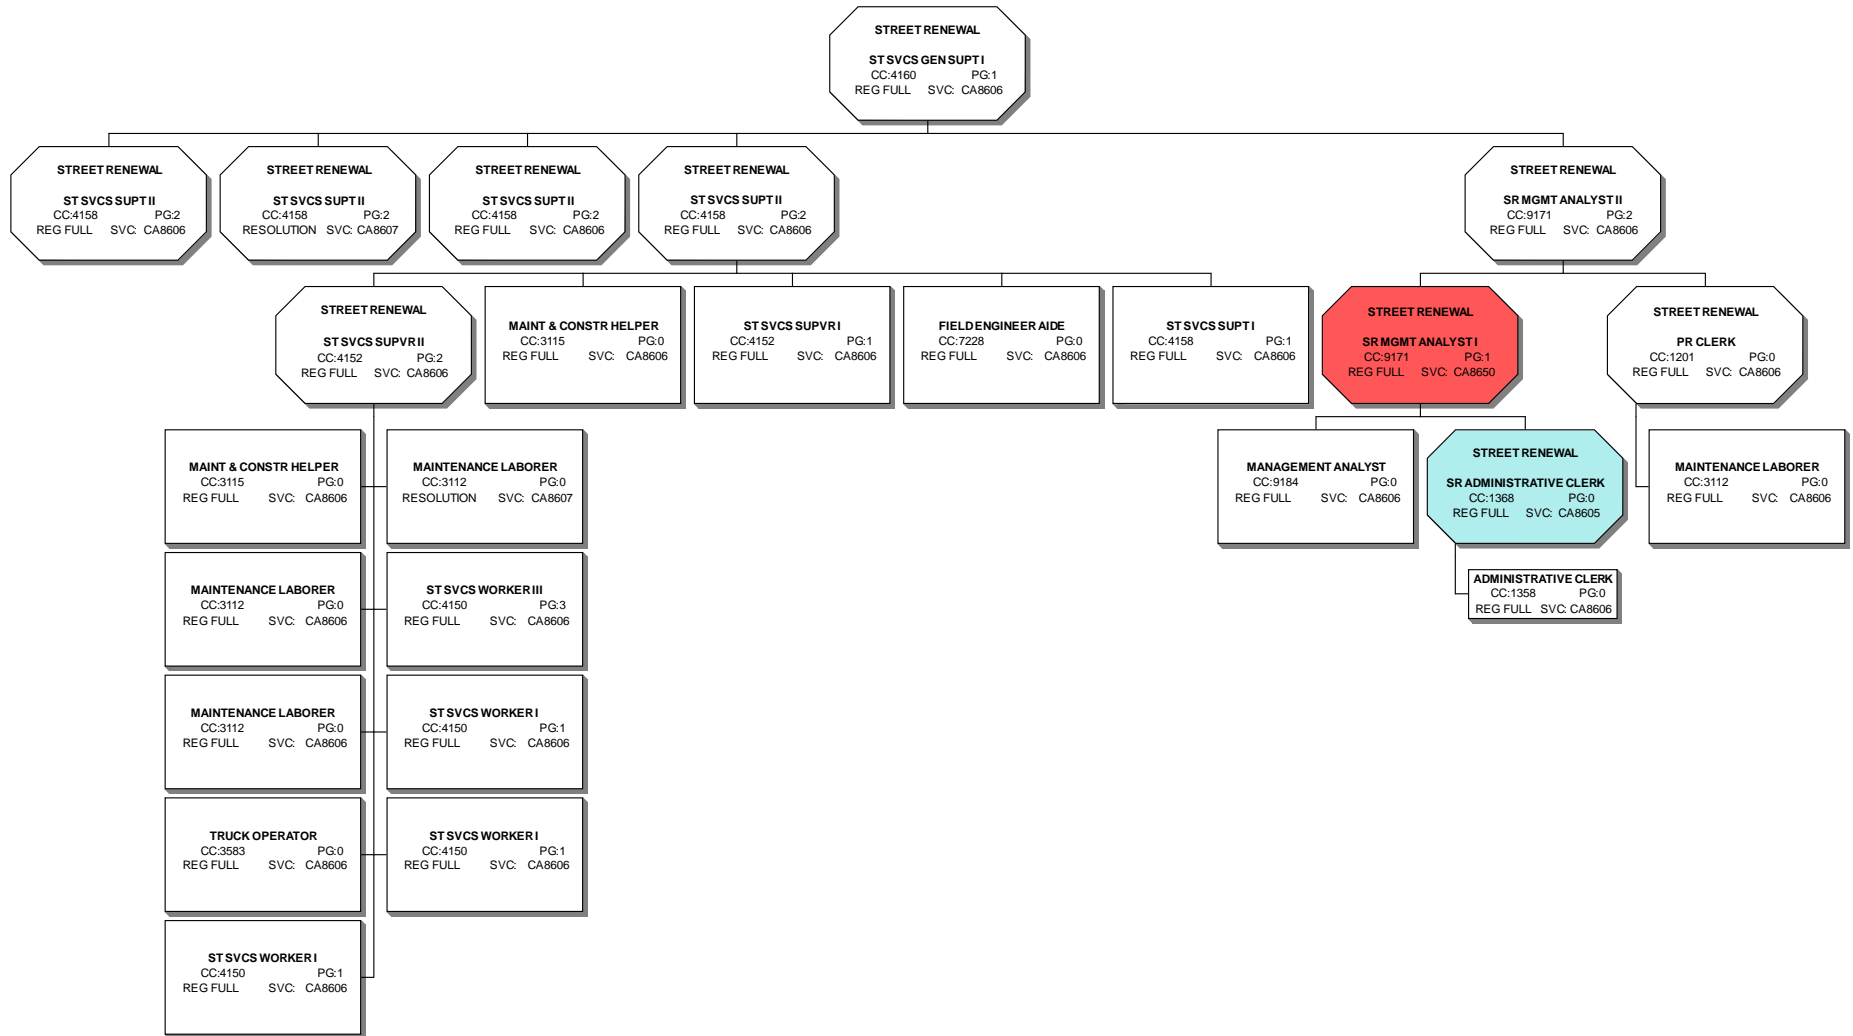 STREET RENEWAL
ST SVCS GEN SUPT I
CC:4160 PG:1
REG FULL SVC: CA8606
STREET RENEWAL
ST SVCS SUPT II
CC:4158 PG:2
REG FULL SVC: CA8606
STREET RENEWAL
ST SVCS SUPT II
CC:4158 PG:2
RESOLUTION SVC: CA8607
STREET RENEWAL
ST SVCS SUPT II
CC:4158 PG:2
REG FULL SVC: CA8606
STREET RENEWAL
ST SVCS SUPT II
CC:4158 PG:2
REG FULL SVC: CA8606
STREET RENEWAL
SR MGMT ANALYST II
CC:9171 PG:2
REG FULL SVC: CA8606
STREET RENEWAL
ST SVCS SUPVR II
CC:4152 PG:2
REG FULL SVC: CA8606
MAINT & CONSTR HELPER
CC:3115 PG:0
REG FULL SVC: CA8606
ST SVCS SUPVR I
CC:4152 PG:1
REG FULL SVC: CA8606
FIELD ENGINEER AIDE
CC:7228 PG:0
REG FULL SVC: CA8606
ST SVCS SUPT I
CC:4158 PG:1
REG FULL SVC: CA8606
STREET RENEWAL
SR MGMT ANALYST I
CC:9171 PG:1
REG FULL SVC: CA8650
STREET RENEWAL
PR CLERK
CC:1201 PG:0
REG FULL SVC: CA8606
MAINT & CONSTR HELPER
CC:3115 PG:0
REG FULL SVC: CA8606
MAINTENANCE LABORER
CC:3112 PG:0
RESOLUTION SVC: CA8607
MANAGEMENT ANALYST
CC:9184 PG:0
REG FULL SVC: CA8606
STREET RENEWAL
SR ADMINISTRATIVE CLERK
CC:1368 PG:0
REG FULL SVC: CA8605
MAINTENANCE LABORER
CC:3112 PG:0
REG FULL SVC: CA8606
MAINTENANCE LABORER
CC:3112 PG:0
REG FULL SVC: CA8606
ST SVCS WORKER III
CC:4150 PG:3
REG FULL SVC: CA8606
ADMINISTRATIVE CLERK
CC:1358 PG:0
REG FULL SVC: CA8606
MAINTENANCE LABORER
CC:3112 PG:0
REG FULL SVC: CA8606
ST SVCS WORKER I
CC:4150 PG:1
REG FULL SVC: CA8606
TRUCK OPERATOR
CC:3583 PG:0
REG FULL SVC: CA8606
ST SVCS WORKER I
CC:4150 PG:1
REG FULL SVC: CA8606
ST SVCS WORKER I
CC:4150 PG:1
REG FULL SVC: CA8606